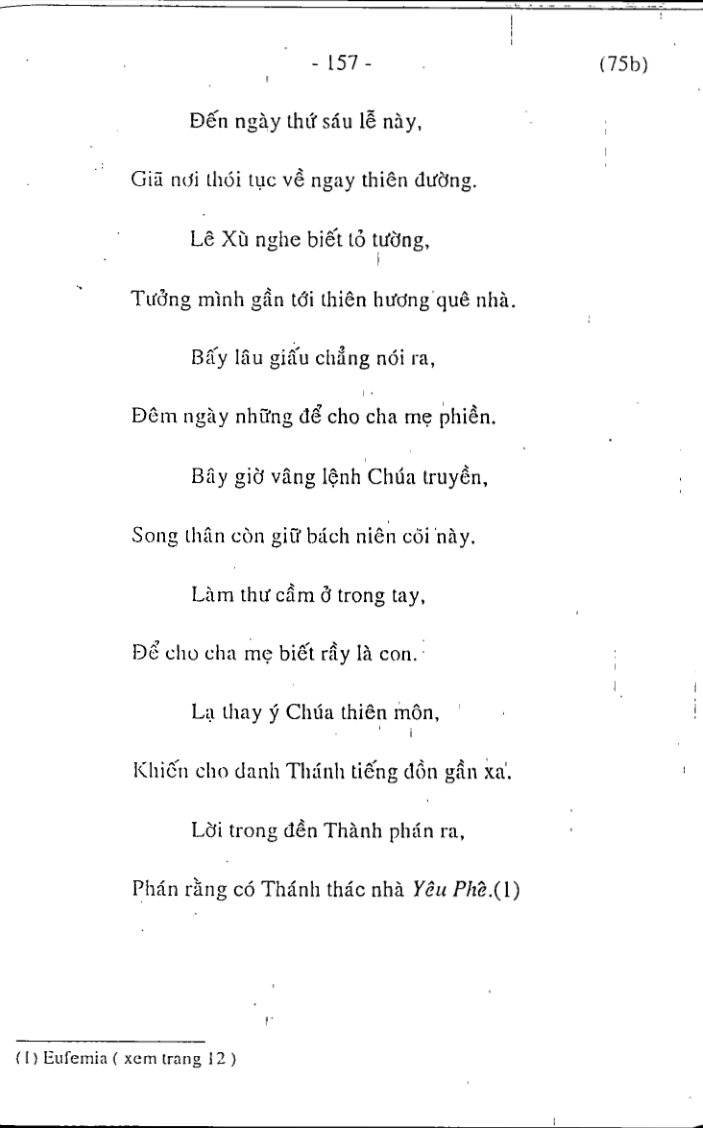 - 157 - (75b)
Đến ngày thứ sáu lễ này,
Giã nơi thói tục về ngay thiên đường.
Lê Xù nghe biết tỏ tường,
Tưởng mình gần tới thiên hương quê nhà.
Bấy lâu giấu chẳng nói ra,
Đêm ngày những để cho cha mẹ phiền.
Bây giờ vâng lệnh Chúa truyền,
Song thân còn giữ bách niên cõi này.
Làm thư cầm ở trong tay,
Để cho cha mẹ biết rầy là con.
Lạ thay ý Chúa thiên môn,
Khiến cho danh Thánh tiếng đồn gần xa.
Lời trong đền Thành phán ra,
Phán rằng có Thánh thác nhà Yêu Phê.(1)
(1) Eufemia ( xem trang 12 )